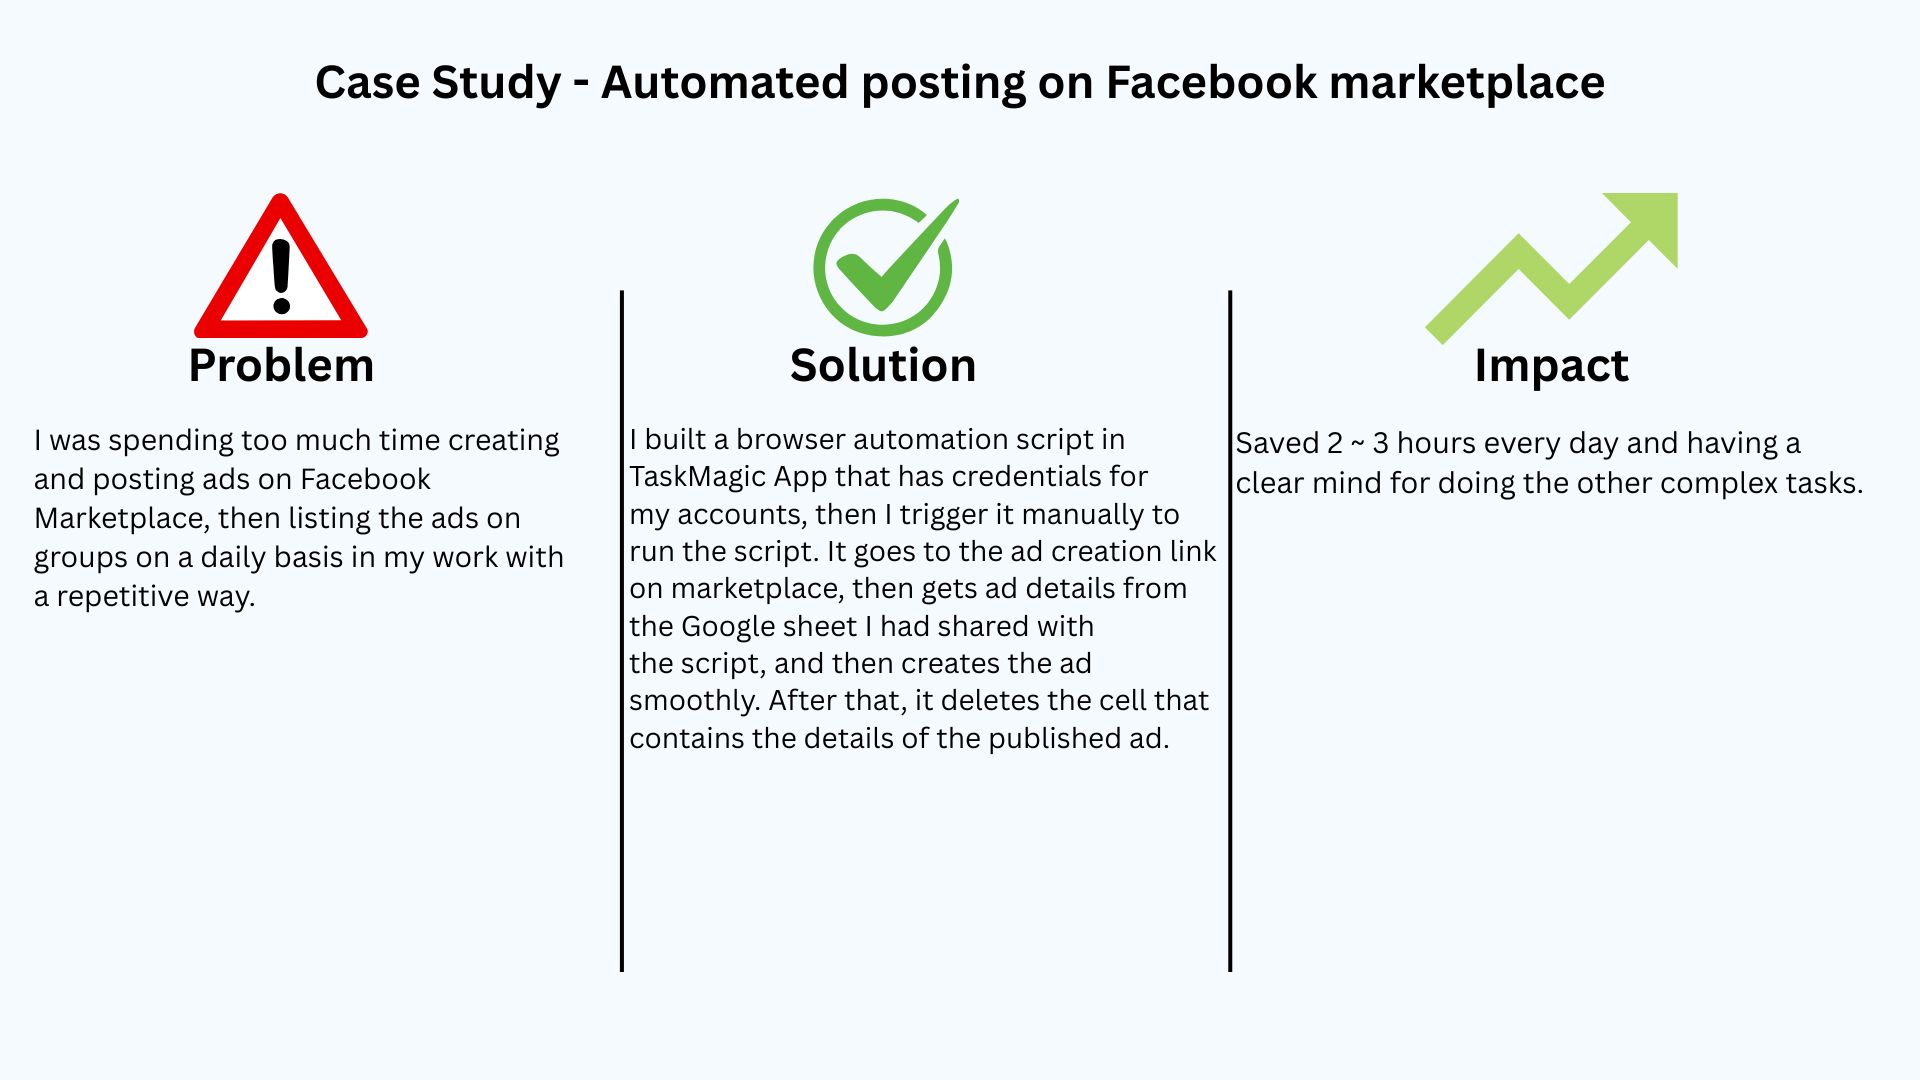 Case Study - Automated posting on Facebook marketplace
Problem
I was spending too much time creating
and posting ads on Facebook
Marketplace, then listing the ads on
groups on a daily basis in my work with
a repetitive way.
Solution
I built a browser automation script in
TaskMagic App that has credentials for
my accounts, then I trigger it manually to
run the script. It goes to the ad creation link
on marketplace, then gets ad details from
the Google sheet I had shared with
the script, and then creates the ad
smoothly. After that, it deletes the cell that
contains the details of the published ad.
Impact
Saved 2 ~ 3 hours every day and having a
clear mind for doing the other complex tasks.